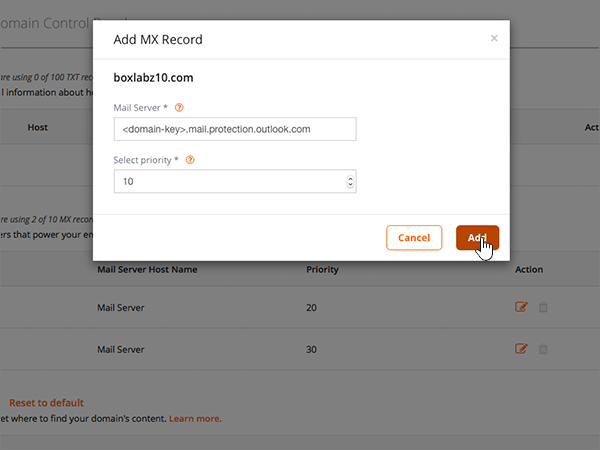 omain Control
Add MX Record
×
boxlabz10.com
are using 0 of 100 TXT reco
l information about h
Mail Server *
<domain-key>.mail.protection.outlook.com
Host
Act
Select priority *
10
re using 2 of 10 MX record
ers that power your em
Cancel
Add
Mail Server Host Name Priority Action
Mail Server 20
Mail Server 30
Reset to default
et where to find your domain's content. Learn more.